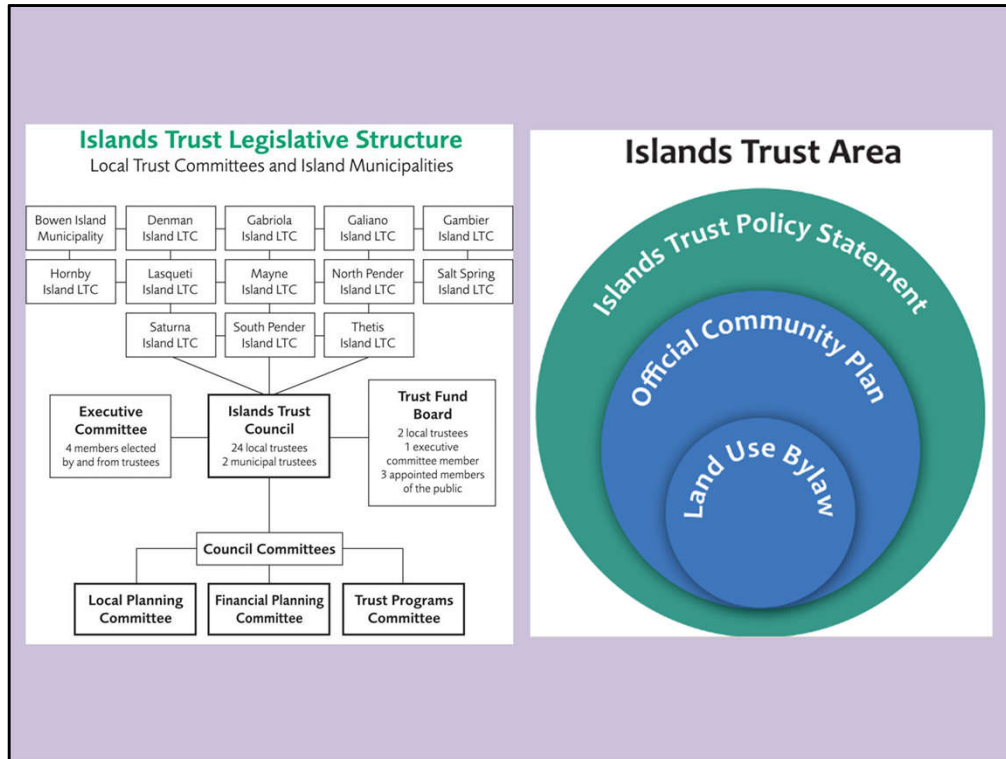 Islands Trust Legislative Structure
Local Trust Committees and Island Municipalities
Bowen Island
Municipality
Denman
Island LTC
Gabriola
Island LTC
Galiano
Island LTC
Gambier
Island LTC
Hornby
Island LTC
Lasqueti
Island LTC
Mayne
Island LTC
North Pender
Island LTC
Salt Spring
Island LTC
Saturna
Island LTC
South Pender
Island LTC
Thetis
Island LTC
Executive
Committee
4 members elected
by and from trustees
Islands Trust
Council
24 local trustees
2 municipal trustees
Trust Fund
Board
2 local trustees
1 executive
committee member
3 appointed members
of the public
Council Committees
Local Planning
Committee
Financial Planning
Committee
Trust Programs
Committee
Islands Trust Area
Islands Trust Policy Statement
Official Community Plan
Land Use Bylaw